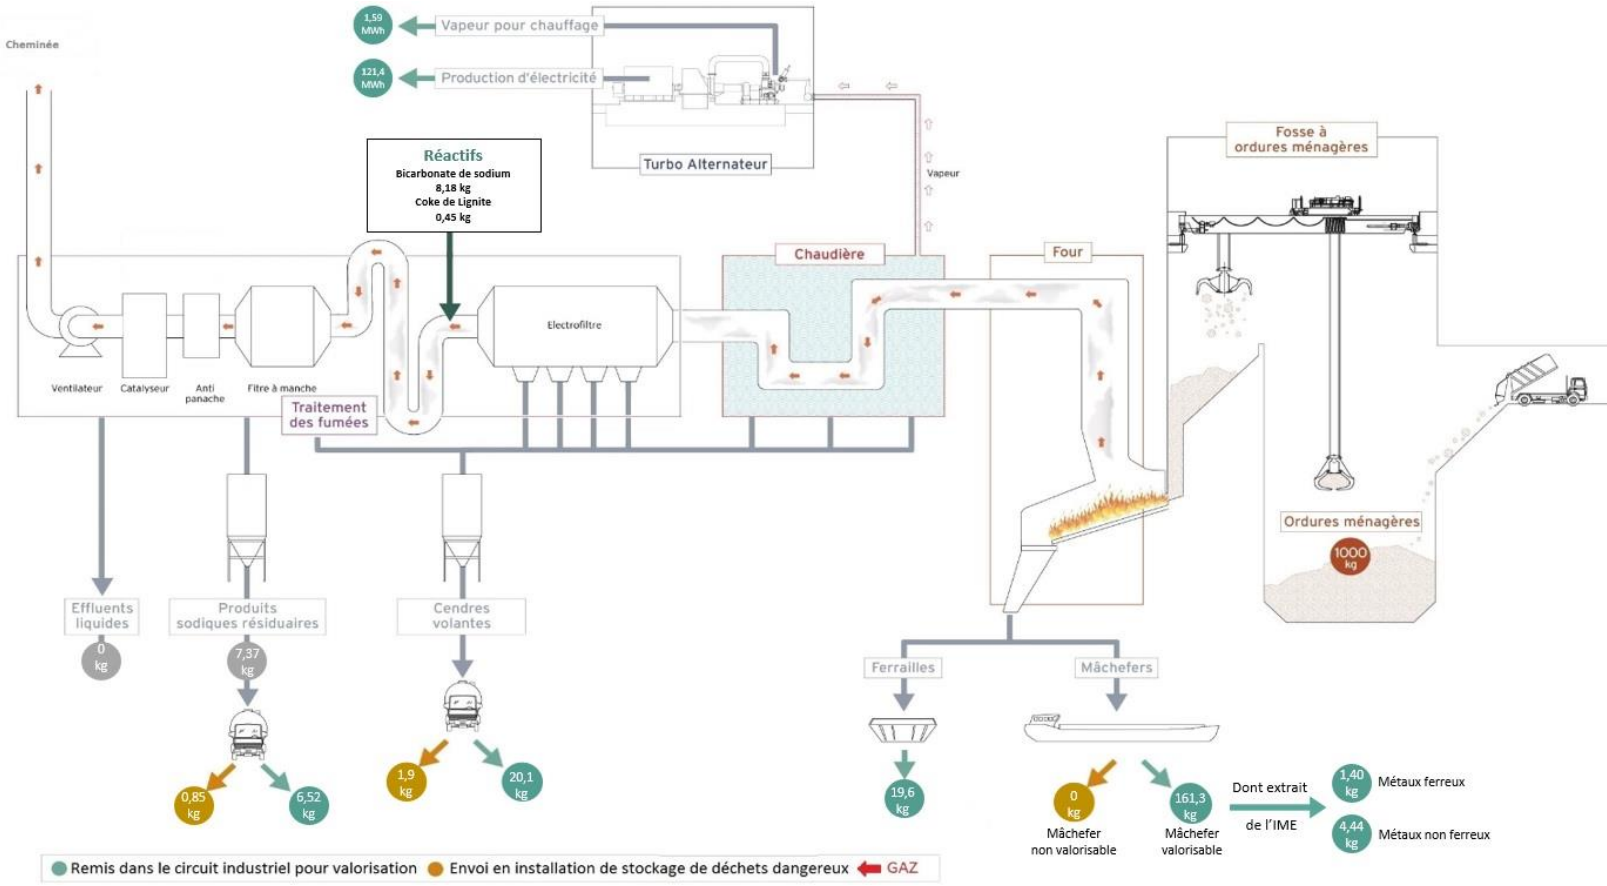 1,59
MWh
Vapeur pour chauffage
Cheminée
121,4
MWh
Production d'électricité
Turbo Alternateur
Vapeur
Fosse à
ordures ménagères
Réactifs
Bicarbonate de sodium
8,18 kg
Coke de Lignite
0,45 kg
Chaudière
Four
Electrofiltre
Ventilateur
Catalyseur
Anti
panache
Fitre à manche
Traitement
des fumées
Ordures ménagères
1000
kg
Effluents
liquides
0
kg
Produits
sodiques résiduaires
7,37
kg
Cendres
volantes
Ferrailles
Mâchefers
0,85
kg
6,52
kg
1,9
kg
20,1
kg
19,6
kg
0
kg
Mâchefer
non valorisable
161,3
kg
Mâchefer
valorisable
Dont extrait
de l'IME
1,40
kg
Métaux ferreux
4,44
kg
Métaux non ferreux
Remis dans le circuit industriel pour valorisation
Envoi en installation de stockage de déchets dangereux
GAZ